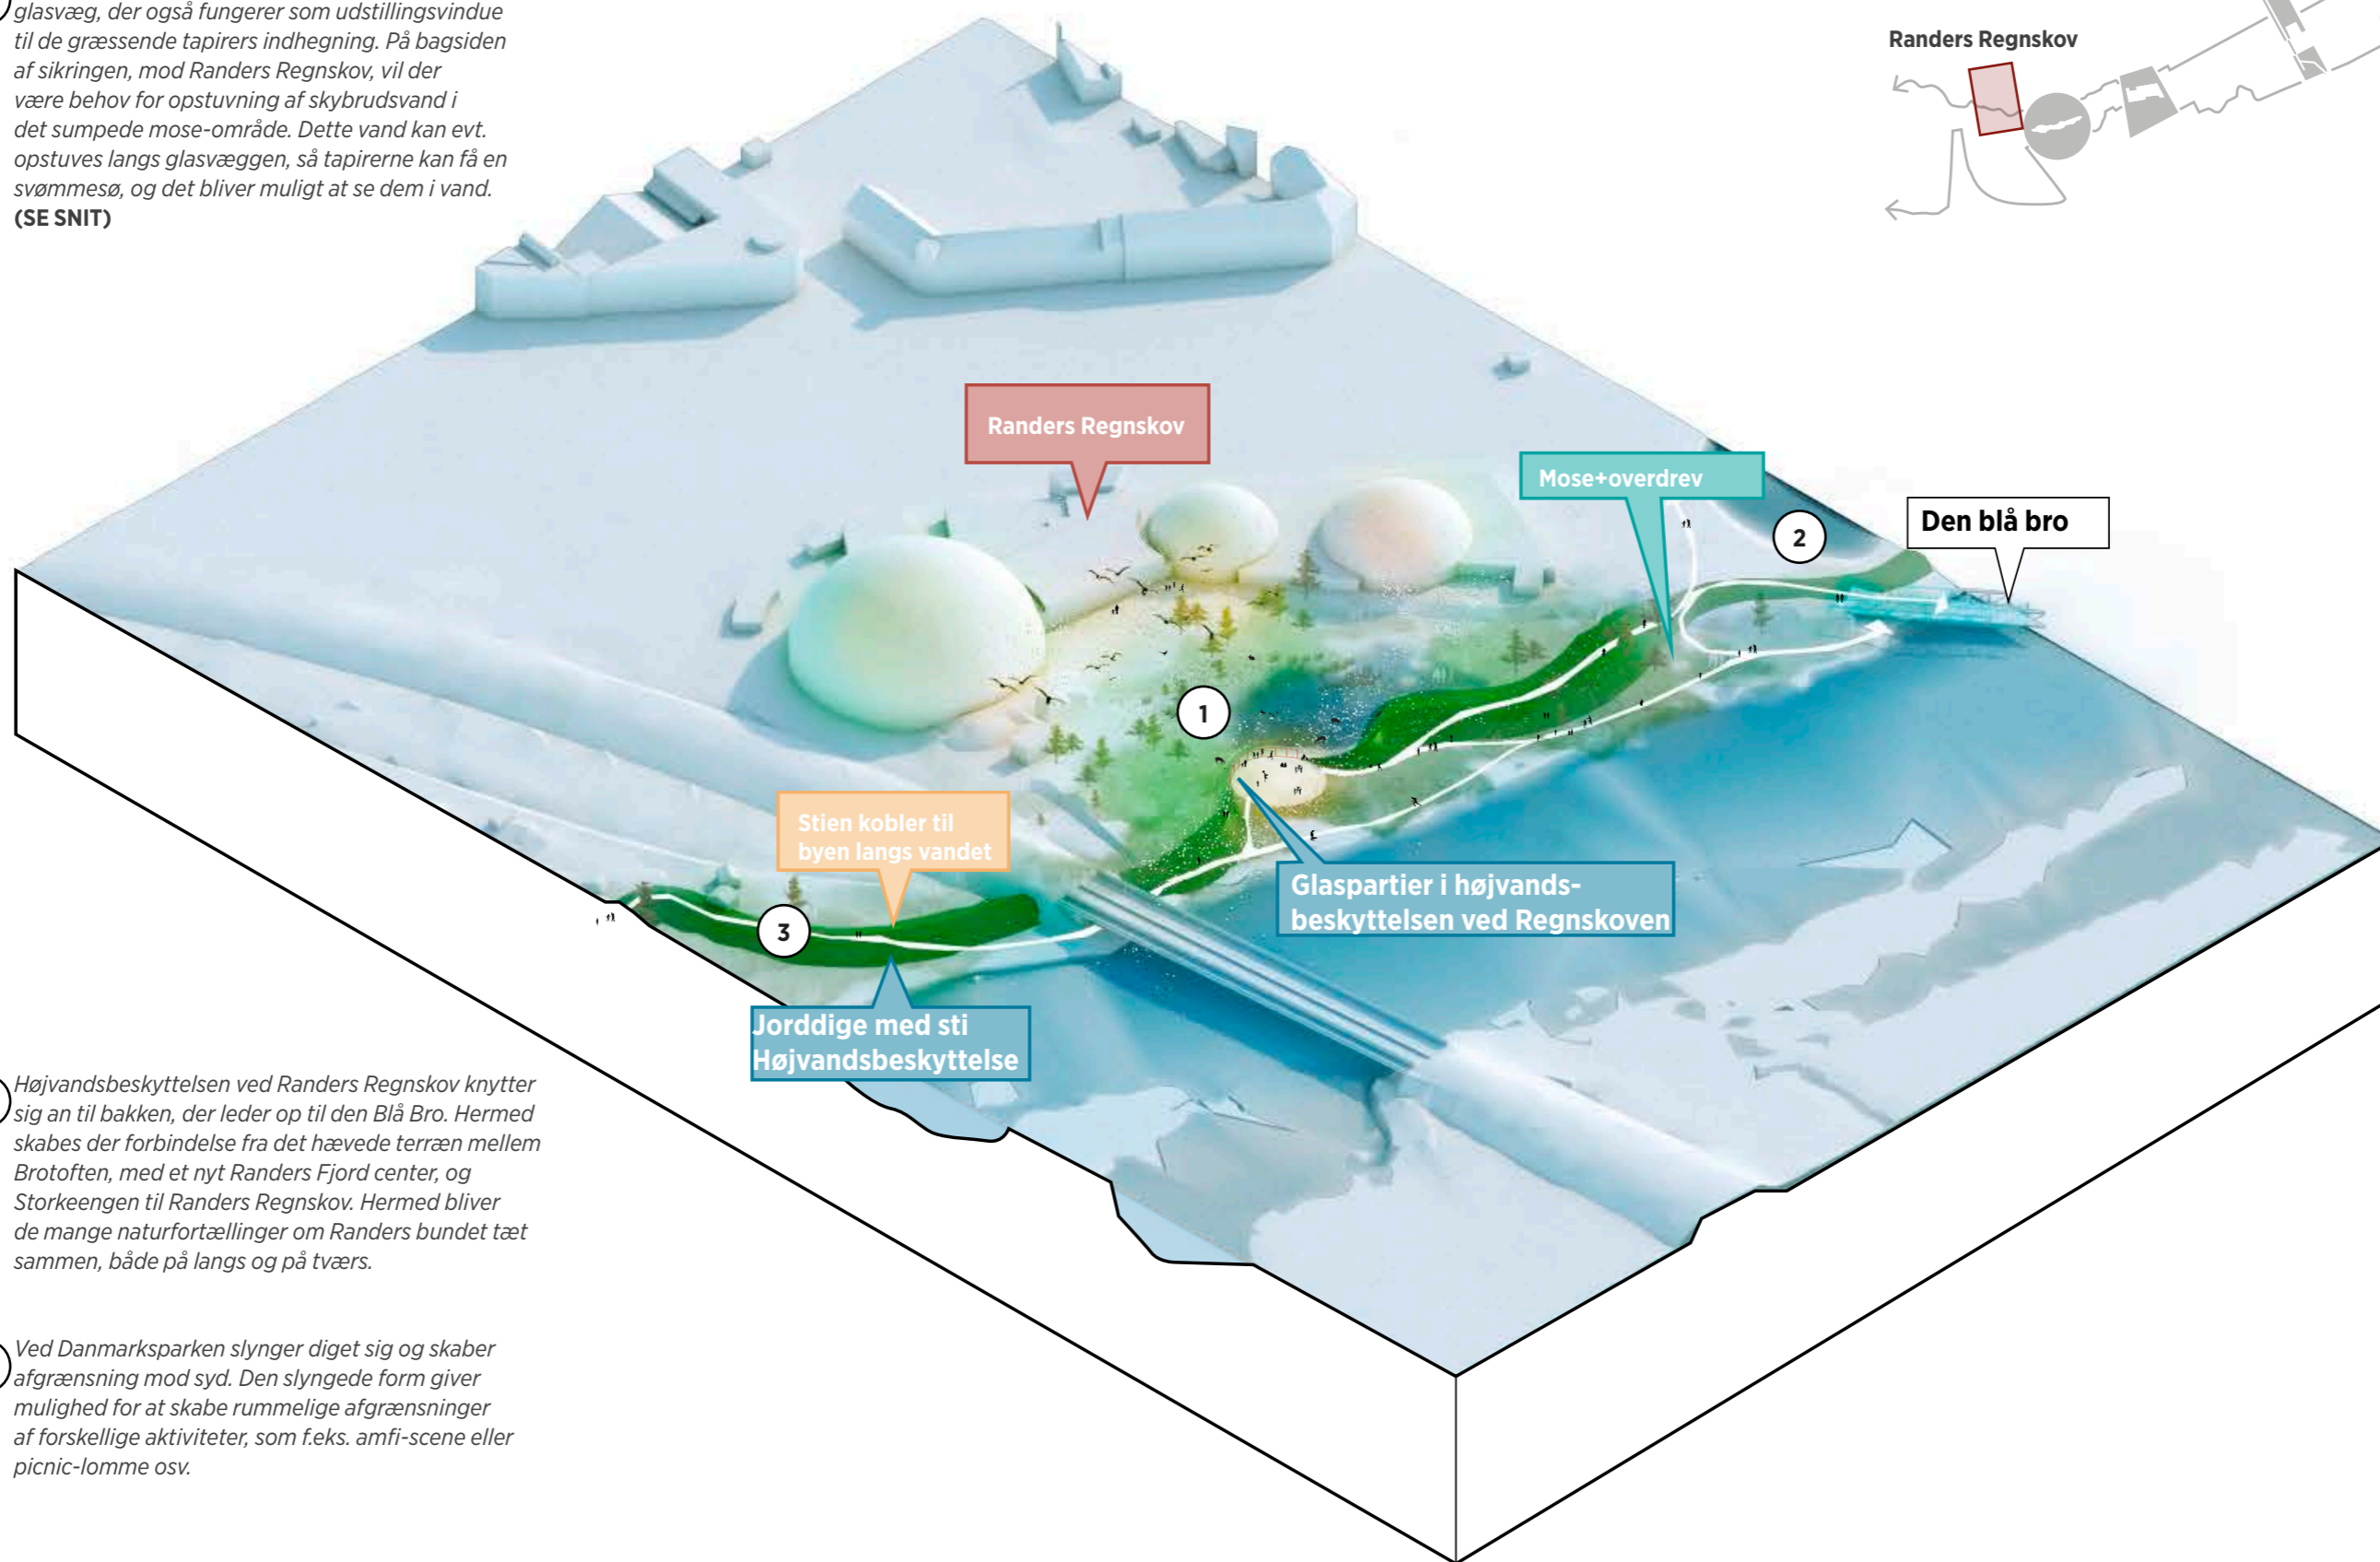 glasvæg, der også fungerer som udstillingsvindue
til de græssende tapirers indhegning. På bagsiden
af sikringen, mod Randers Regnskov, vil der
være behov for opstuvning af skybrudsvand i
det sumpede mose-område. Dette vand kan evt.
opstuves langs glasvæggen, så tapirerne kan få en
svømmesø, og det bliver muligt at se dem i vand.
(SE SNIT)
Randers Regnskov
Randers Regnskov
Mose+overdrev
2
Den blå bro
1
Stien kobler til
byen langs vandet
Glaspartier i højvands-
beskyttelsen ved Regnskoven
3
Jorddige med sti
Højvandsbeskyttelse
Højvandsbeskyttelsen ved Randers Regnskov knytter
sig an til bakken, der leder op til den Blå Bro. Hermed
skabes der forbindelse fra det hævede terræn mellem
Brotoften, med et nyt Randers Fjord center, og
Storkeengen til Randers Regnskov. Hermed bliver
de mange naturfortællinger om Randers bundet tæt
sammen, både på langs og på tværs.
Ved Danmarksparken slynger diget sig og skaber
afgrænsning mod syd. Den slyngede form giver
mulighed for at skabe rummelige afgrænsninger
af forskellige aktiviteter, som f.eks. amfi-scene eller
picnic-lomme osv.